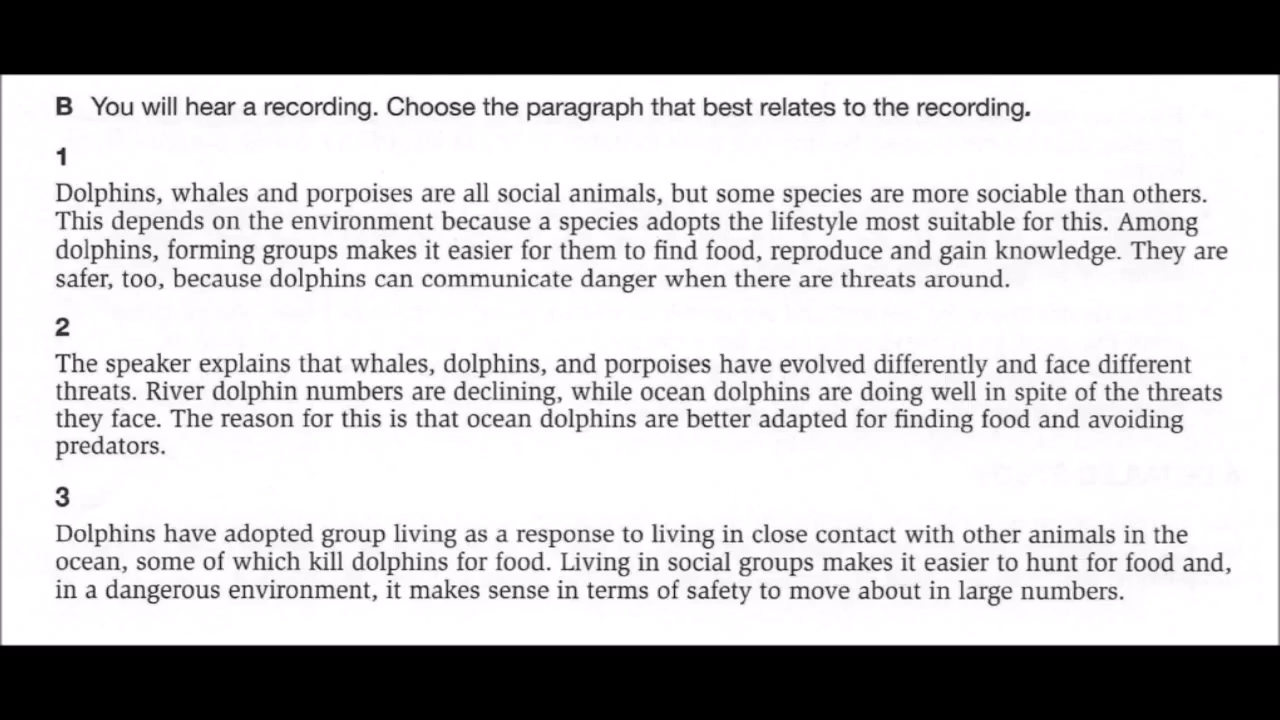 B You will hear a recording. Choose the paragraph that best relates to the recording.
1
Dolphins, whales and porpoises are all social animals, but some species are more sociable than others.
This depends on the environment because a species adopts the lifestyle most suitable for this. Among
dolphins, forming groups makes it easier for them to find food, reproduce and gain knowledge. They are
safer, too, because dolphins can communicate danger when there are threats around.
2
The speaker explains that whales, dolphins, and porpoises have evolved differently and face different
threats. River dolphin numbers are declining, while ocean dolphins are doing well in spite of the threats
they face. The reason for this is that ocean dolphins are better adapted for finding food and avoiding
predators.
3
Dolphins have adopted group living as a response to living in close contact with other animals in the
ocean, some of which kill dolphins for food. Living in social groups makes it easier to hunt for food and,
in a dangerous environment, it makes sense in terms of safety to move about in large numbers.